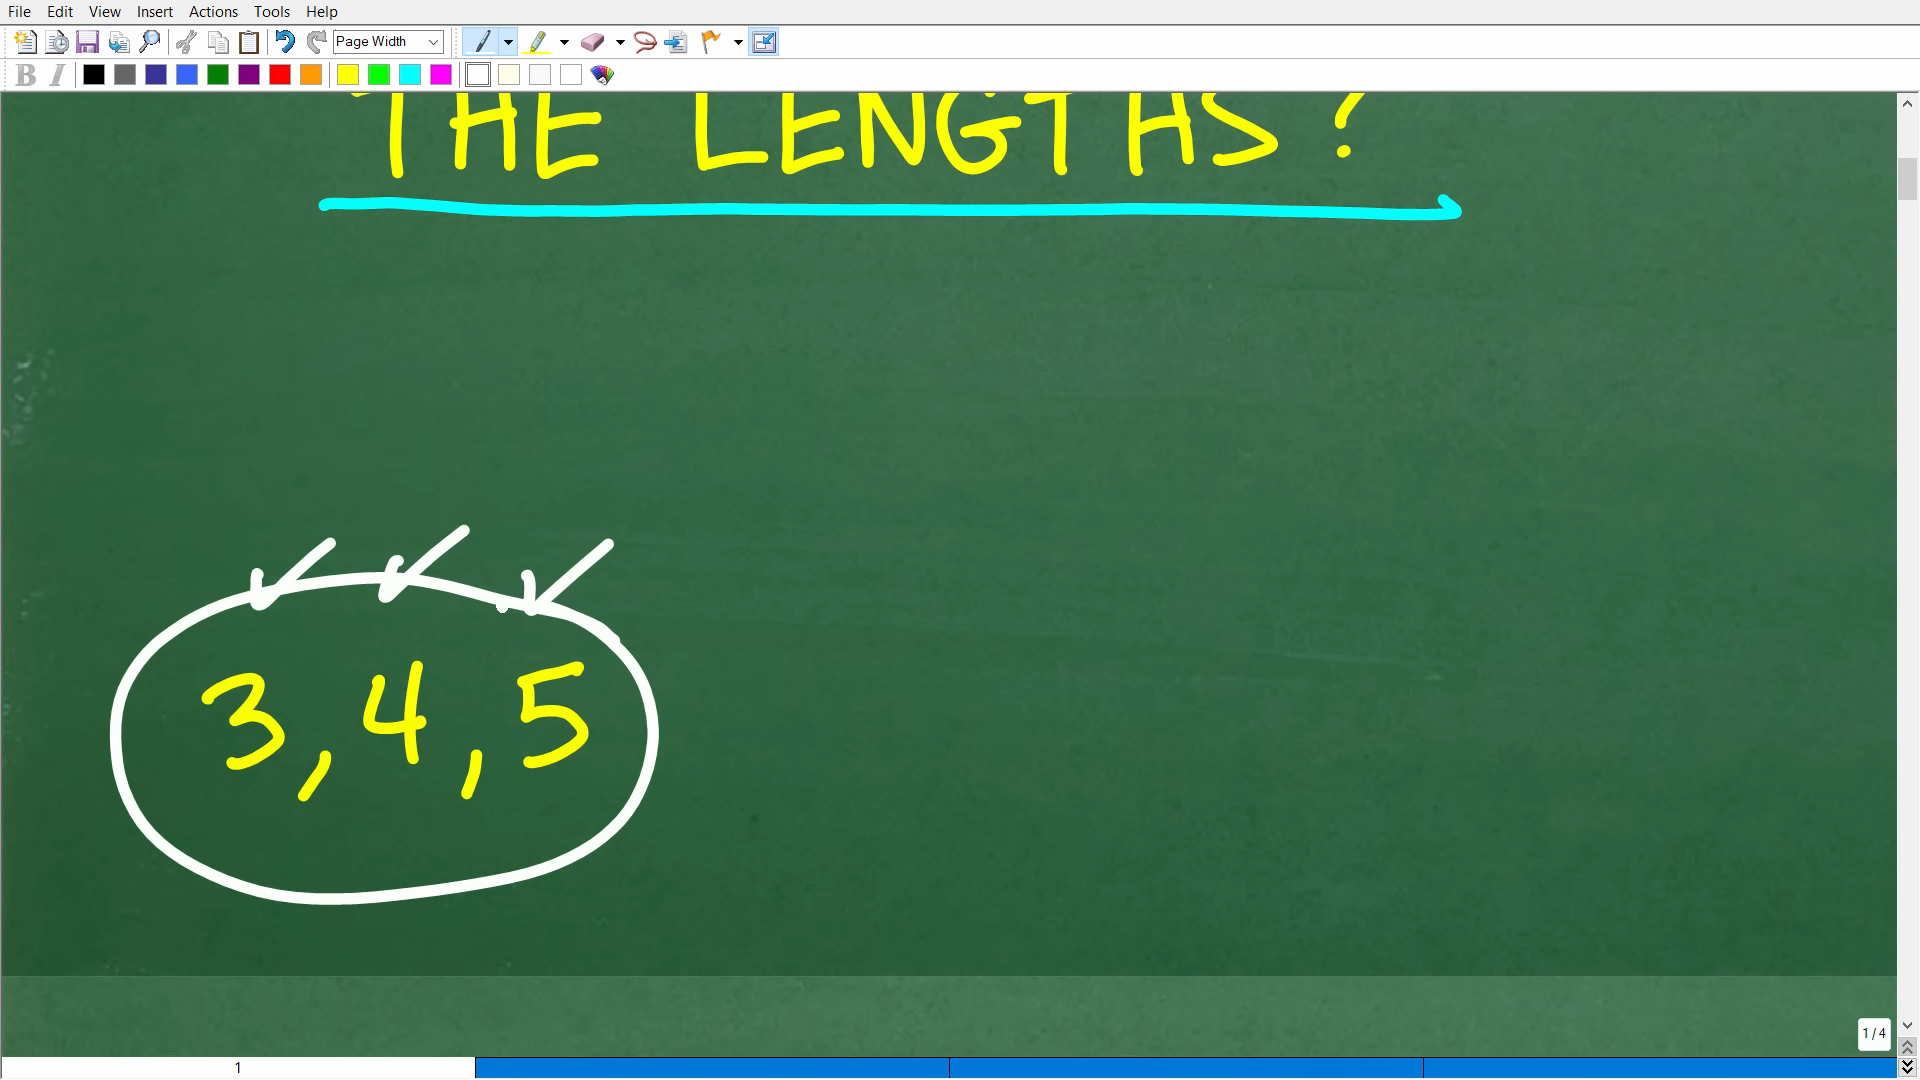 File Edit View Insert Actions Tools Help
Page Width
B I
THE LENGTHS?
3, 4, 5
1 / 4
1